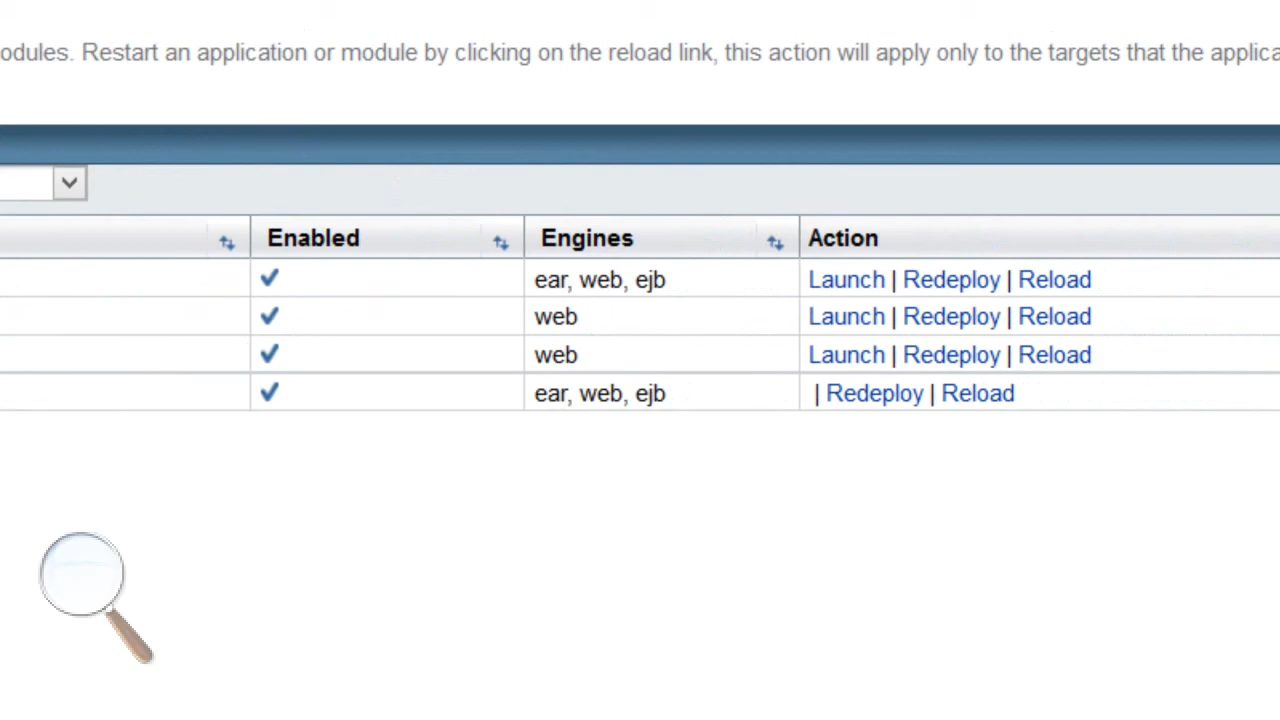 odules. Restart an application or module by clicking on the reload link, this action will apply only to the targets that the applica
Enabled Engines Action
ear, web, ejb Launch | Redeploy | Reload
web Launch | Redeploy | Reload
web Launch | Redeploy | Reload
ear, web, ejb | Redeploy | Reload